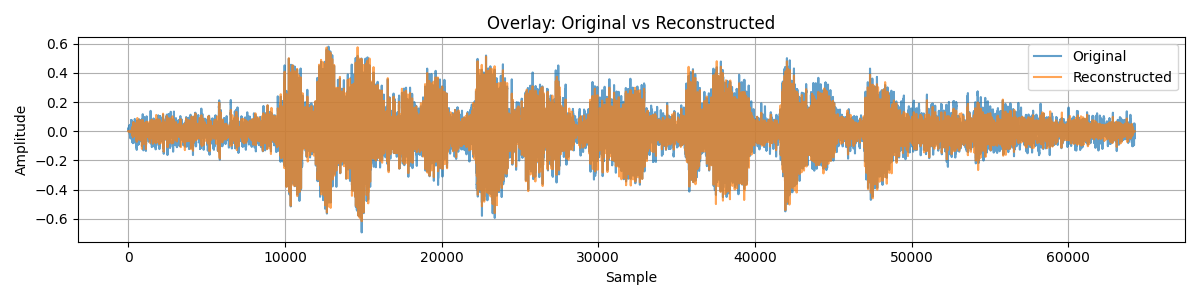 Overlay: Original vs Reconstructed
Original
Reconstructed
Amplitude
0.6
0.4
0.2
0.0
−0.2
−0.4
−0.6
0 10000 20000 30000 40000 50000 60000
Sample